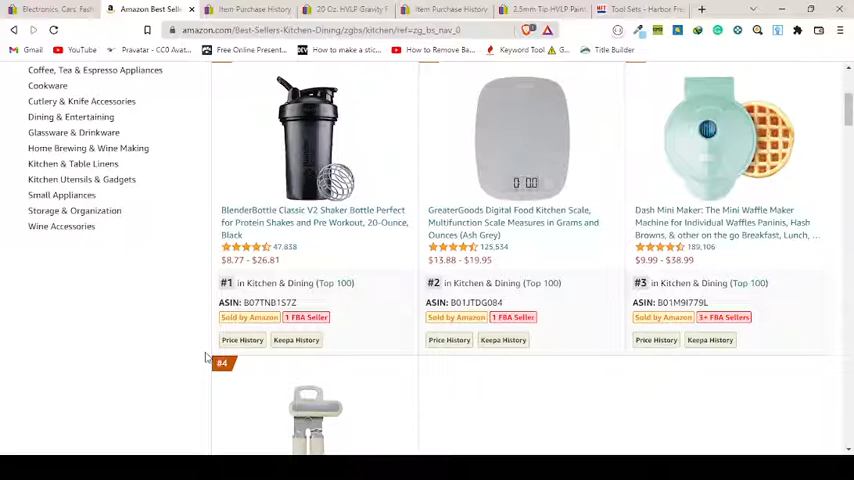 Electronics, Cars, Fash
Amazon Best Sell
Item Purchase History
20 Oz. HVLP Gravity F
Item Purchase History
2.5mm Tip HVLP Pain
Tool Sets - Harbor Fre
amazon.com/Best-Sellers-Kitchen-Dining/zgbs/kitchen/ref=zg_bs_nav_0
Gmail
YouTube
Pravatar - CC0 Avat...
Free Online Present...
How to make a stic...
How to Remove Ba...
Keyword Tool
G...
Title Builder
Coffee, Tea & Espresso Appliances
Cookware
Cutlery & Knife Accessories
Dining & Entertaining
Glassware & Drinkware
Home Brewing & Wine Making
Kitchen & Table Linens
Kitchen Utensils & Gadgets
Small Appliances
Storage & Organization
Wine Accessories
BlenderBottle Classic V2 Shaker Bottle Perfect
for Protein Shakes and Pre Workout, 20-Ounce,
Black
47,838
$8.77 - $26.81
#1 in Kitchen & Dining (Top 100)
ASIN: B07TNB1S7Z
Sold by Amazon
1 FBA Seller
Price History
Keepa History
GreaterGoods Digital Food Kitchen Scale,
Multifunction Scale Measures in Grams and
Ounces (Ash Grey)
125,534
$13.88 - $19.95
#2 in Kitchen & Dining (Top 100)
ASIN: B01JTDG084
Sold by Amazon
1 FBA Seller
Price History
Keepa History
Dash Mini Maker: The Mini Waffle Maker
Machine for Individual Waffles Paninis, Hash
Browns, & other on the go Breakfast, Lunch, ...
189,106
$9.99 - $38.99
#3 in Kitchen & Dining (Top 100)
ASIN: B01M9I779L
Sold by Amazon
3+ FBA Sellers
Price History
Keepa History
#4